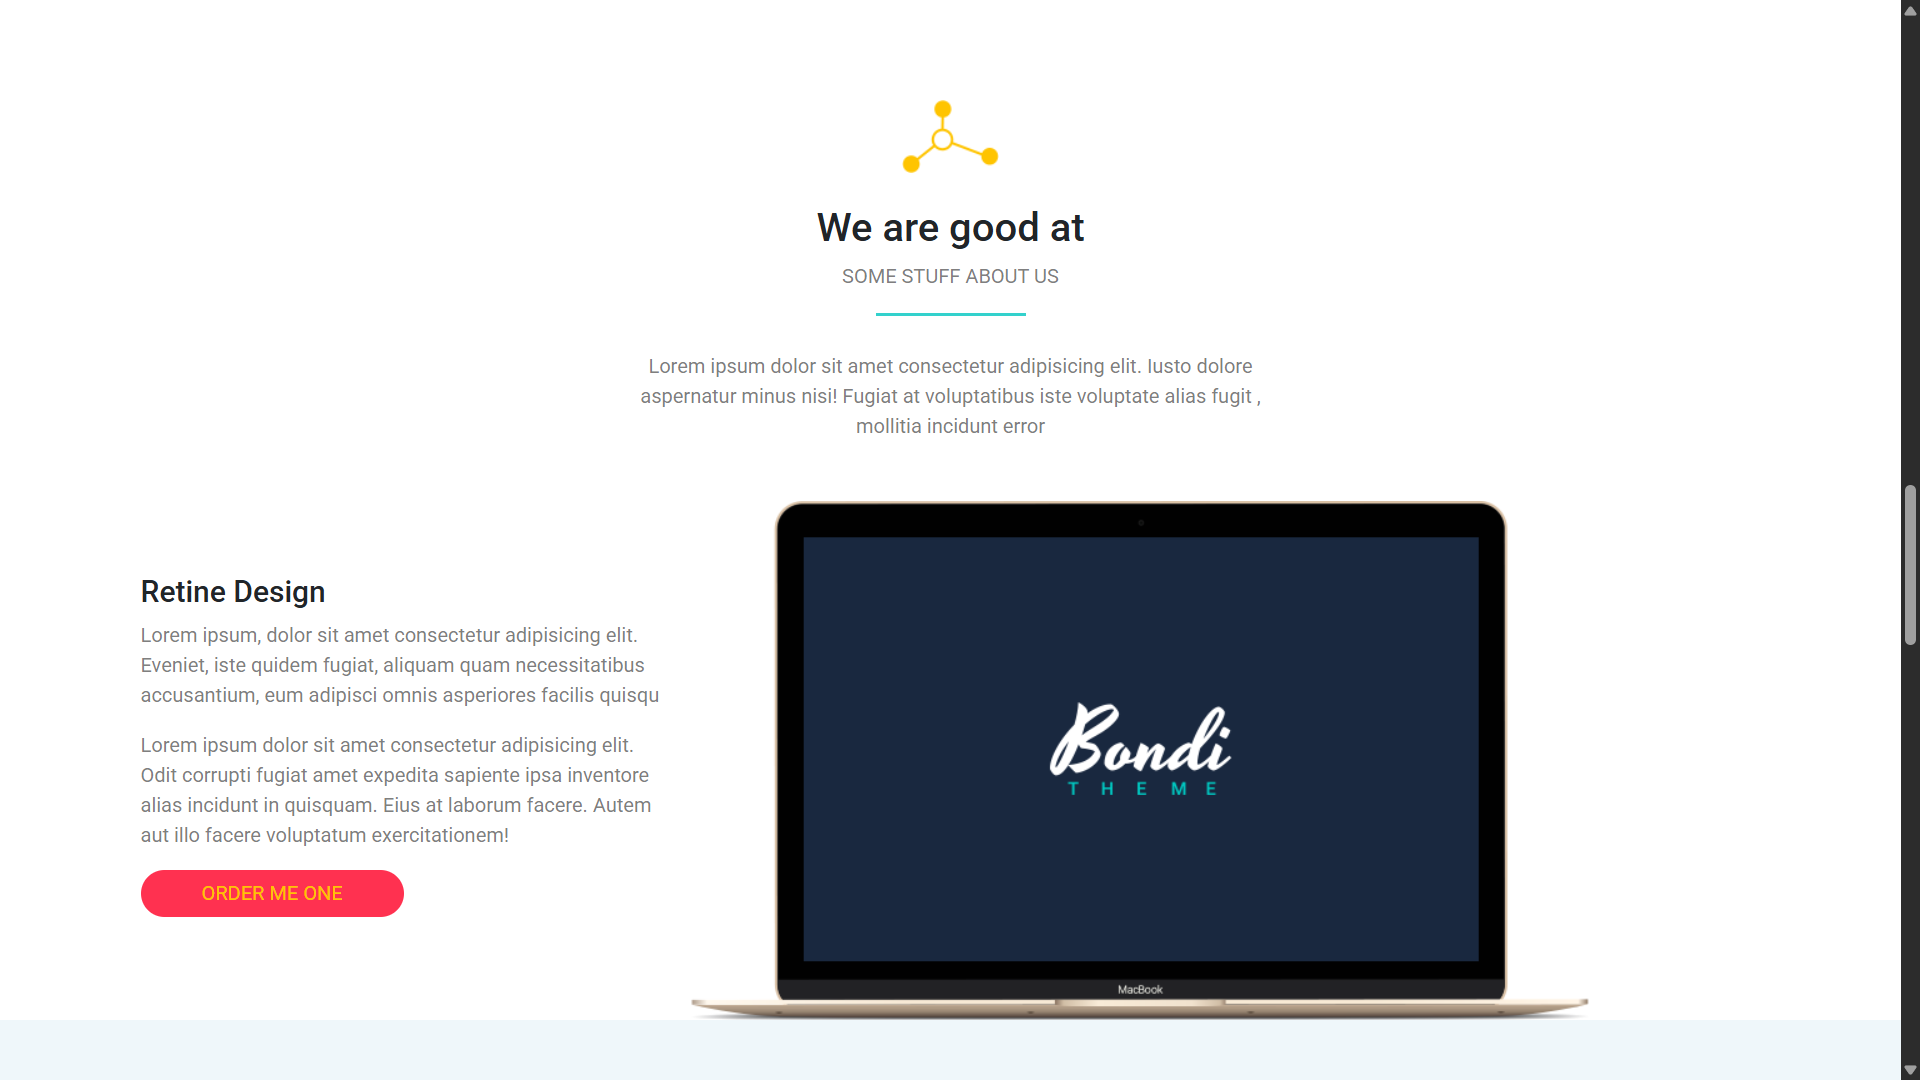 We are good at
SOME STUFF ABOUT US
Lorem ipsum dolor sit amet consectetur adipisicing elit. Iusto dolore
aspernatur minus nisi! Fugiat at voluptatibus iste voluptate alias fugit ,
mollitia incidunt error
Retine Design
Lorem ipsum, dolor sit amet consectetur adipisicing elit.
Eveniet, iste quidem fugiat, aliquam quam necessitatibus
accusantium, eum adipisci omnis asperiores facilis quisqu
Lorem ipsum dolor sit amet consectetur adipisicing elit.
Odit corrupti fugiat amet expedita sapiente ipsa inventore
alias incidunt in quisquam. Eius at laborum facere. Autem
aut illo facere voluptatum exercitationem!
ORDER ME ONE
Bondi
THEME
MacBook